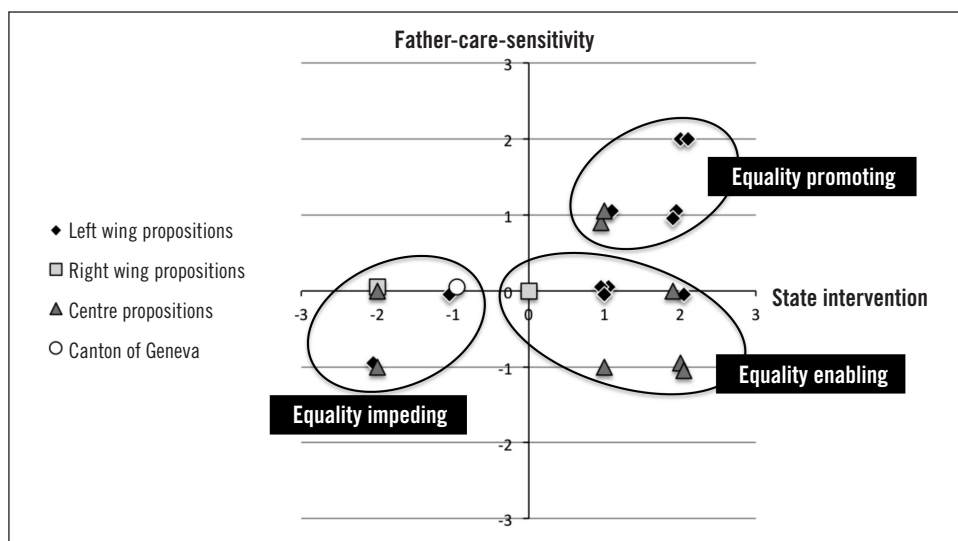 Father-care-sensitivity
3
2
1
0
-1
-2
-3
-3 -2 -1 0 1 2 3
State intervention
Equality promoting
Equality enabling
Equality impeding
Left wing propositions
Right wing propositions
Centre propositions
Canton of Geneva